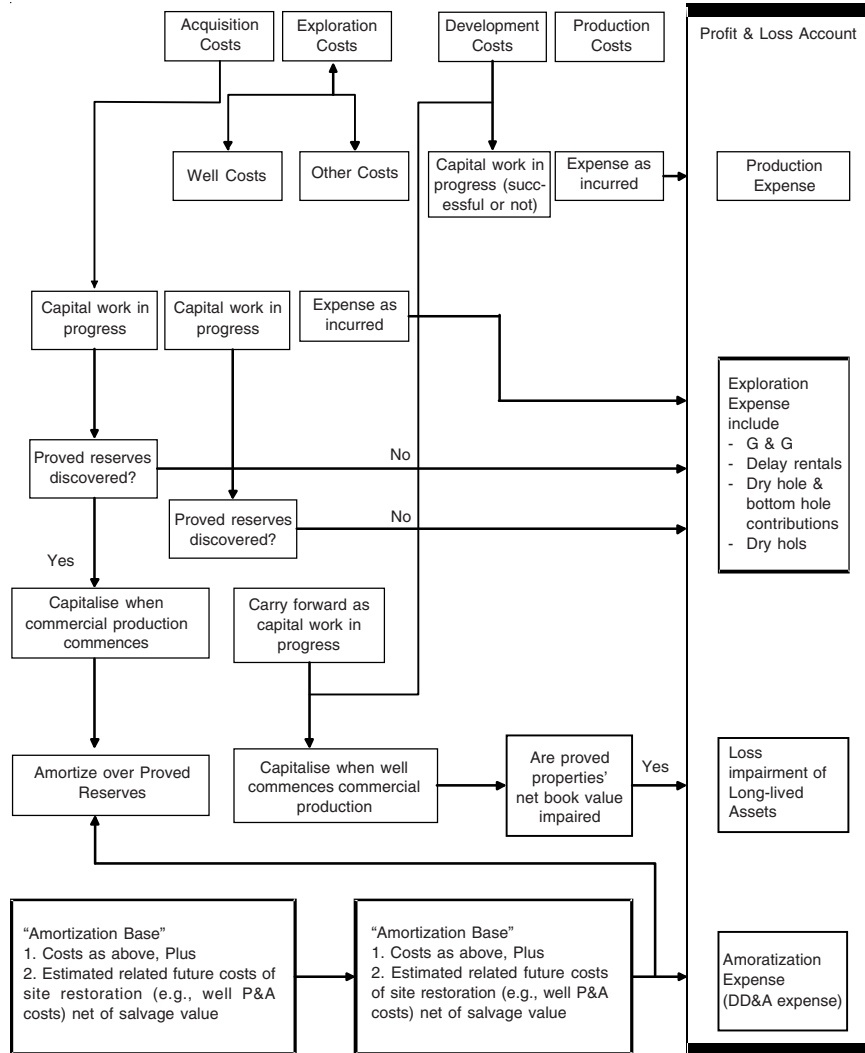 Acquisition
Costs
Exploration
Costs
Development
Costs
Production
Costs
Profit & Loss Account
Well Costs
Other Costs
Capital work in
progress (succ-
essful or not)
Expense as
incurred
Production
Expense
Capital work in
progress
Capital work in
progress
Expense as
incurred
Exploration
Expense
include
- G & G
- Delay rentals
- Dry hole &
bottom hole
contributions
- Dry hols
Proved reserves
discovered?
No
Proved reserves
discovered?
No
Yes
Capitalise when
commercial production
commences
Carry forward as
capital work in
progress
Amortize over Proved
Reserves
Capitalise when well
commences commercial
production
Are proved
properties'
net book value
impaired
Yes
Loss
impairment of
Long-lived
Assets
“Amortization Base”
1. Costs as above, Plus
2. Estimated related future costs of
site restoration (e.g., well P&A
costs) net of salvage value
“Amortization Base”
1. Costs as above, Plus
2. Estimated related future costs
of site restoration (e.g., well P&A
costs) net of salvage value
Amoratization
Expense
(DD&A expense)